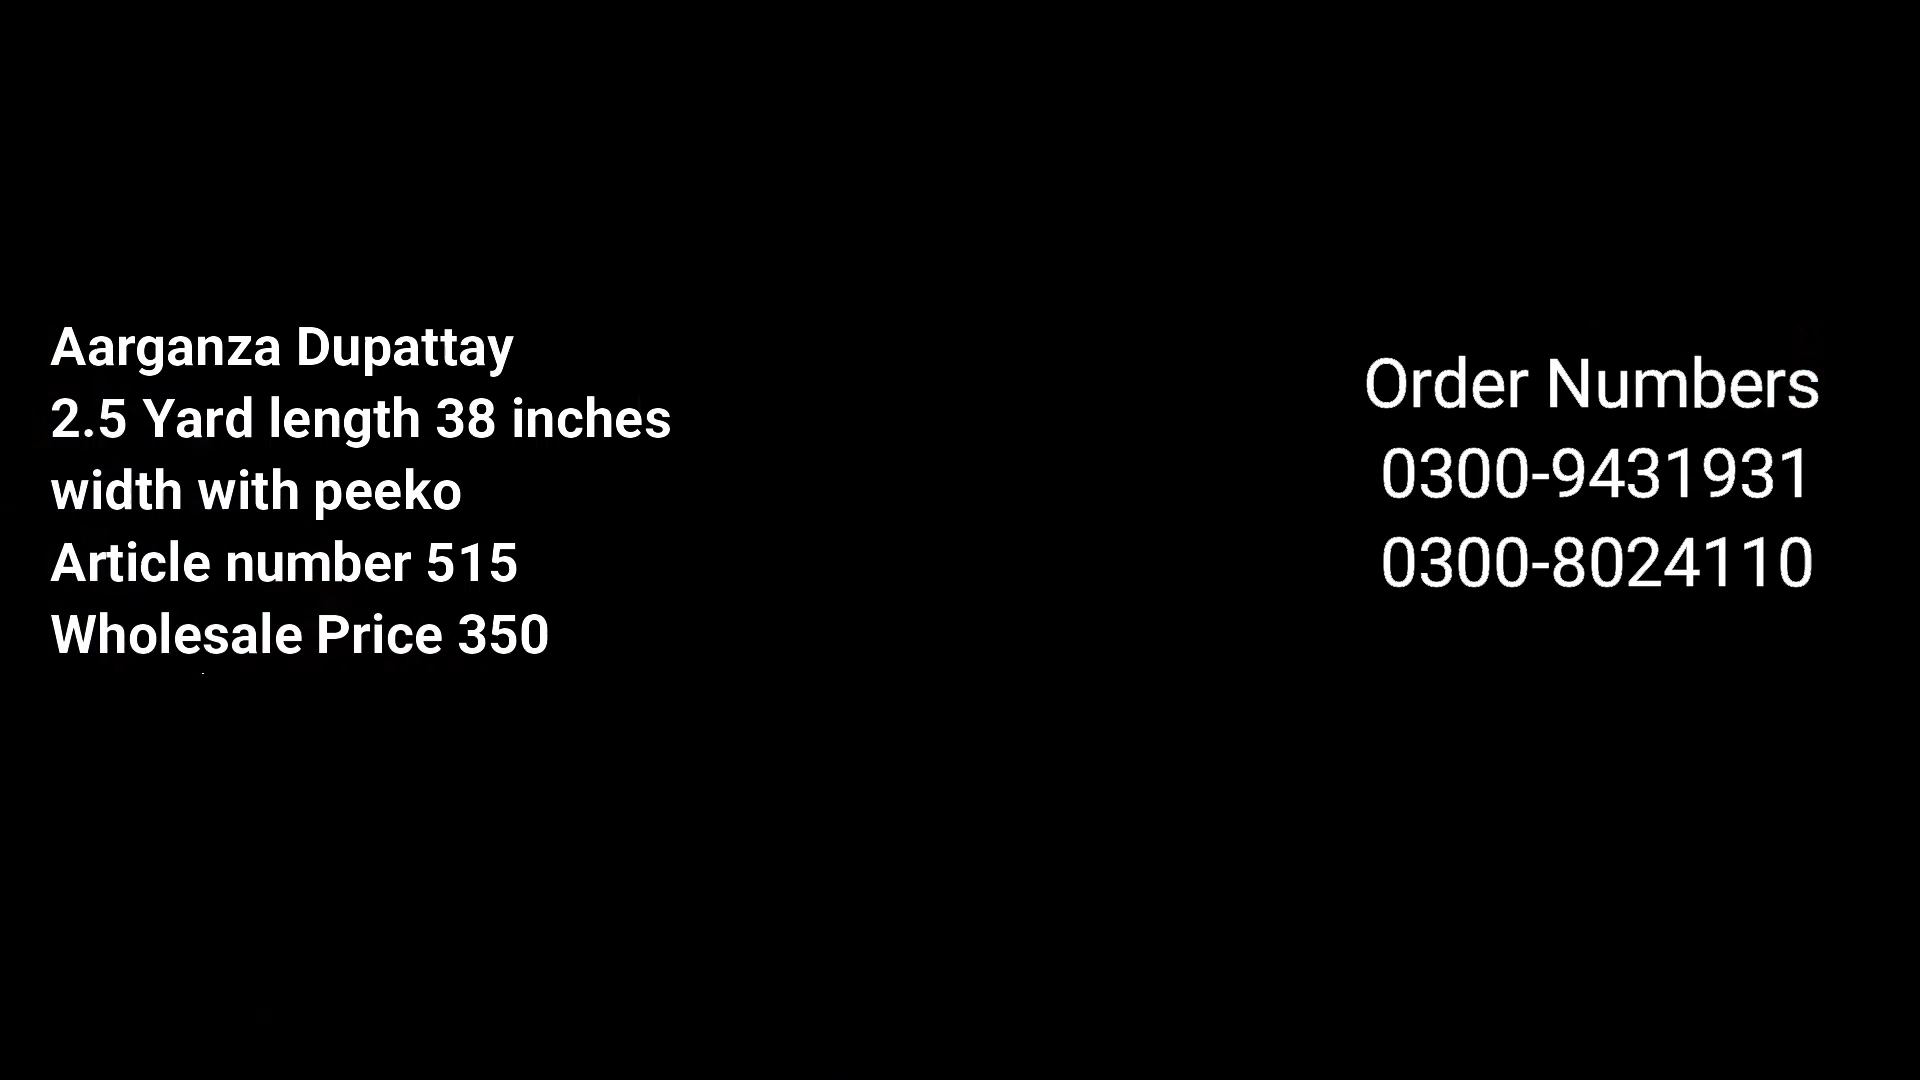 Aarganza Dupattay
2.5 Yard length 38 inches
width with peeko
Article number 515
Wholesale Price 350
Order Numbers
0300-9431931
0300-8024110